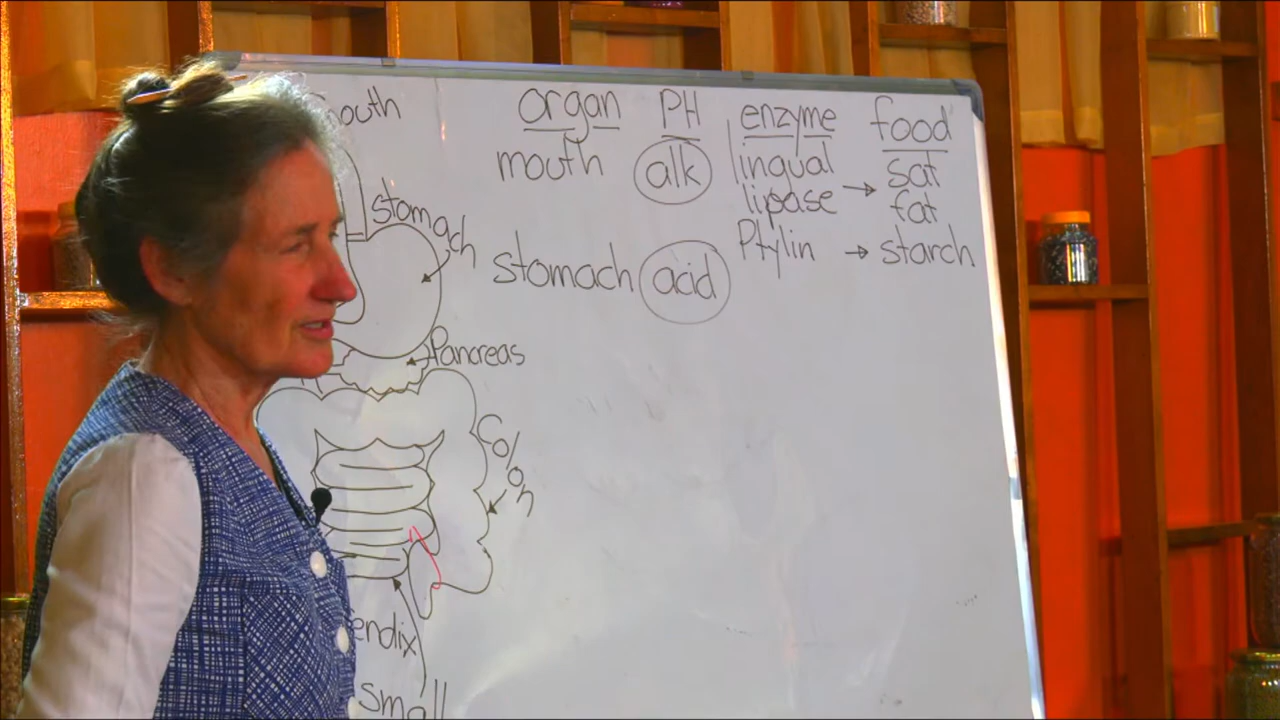 outh
stomach
Pancreas
Colon
endix
small
organ PH enzyme food
mouth alk lingual sat
lipase → fat
Ptylin → starch
stomach acid